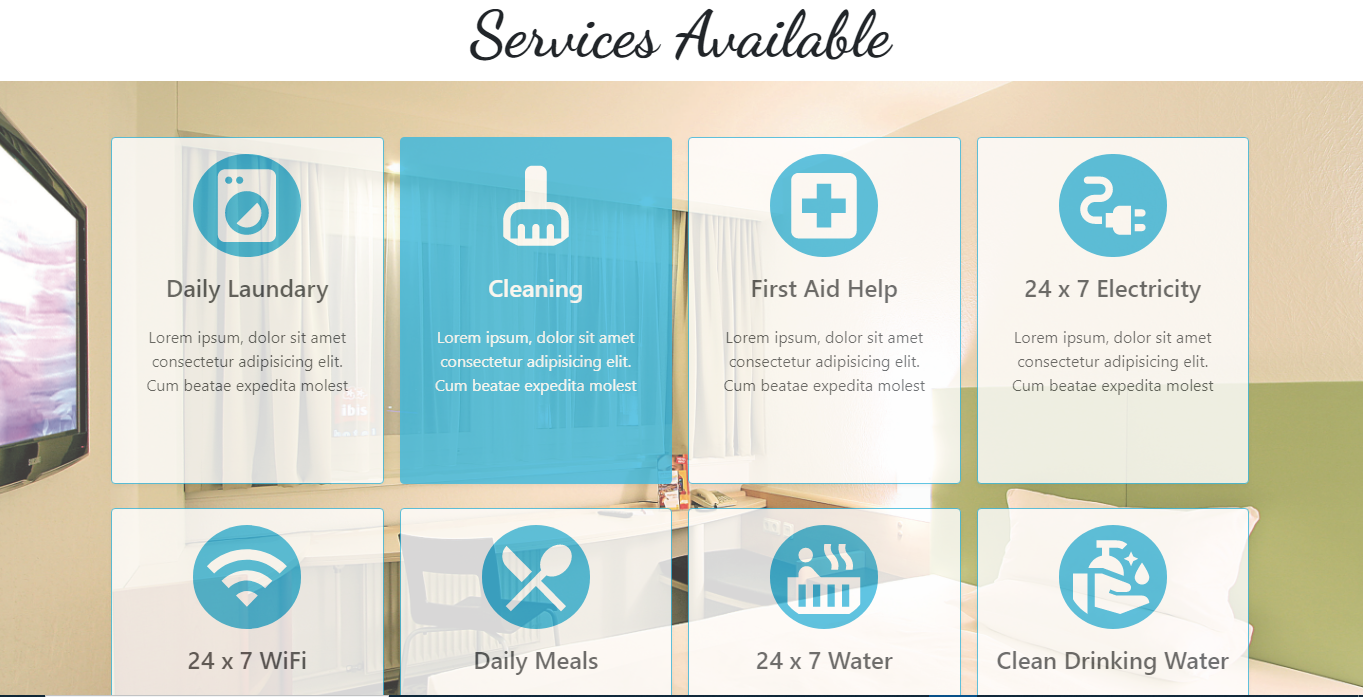 Services Available
Daily Laundary
Lorem ipsum, dolor sit amet
consectetur adipisicing elit.
Cum beatae expedita molest
Cleaning
Lorem ipsum, dolor sit amet
consectetur adipisicing elit.
Cum beatae expedita molest
First Aid Help
Lorem ipsum, dolor sit amet
consectetur adipisicing elit.
Cum beatae expedita molest
24 x 7 Electricity
Lorem ipsum, dolor sit amet
consectetur adipisicing elit.
Cum beatae expedita molest
ibis
hotel
24 x 7 WiFi
Daily Meals
24 x 7 Water
Clean Drinking Water